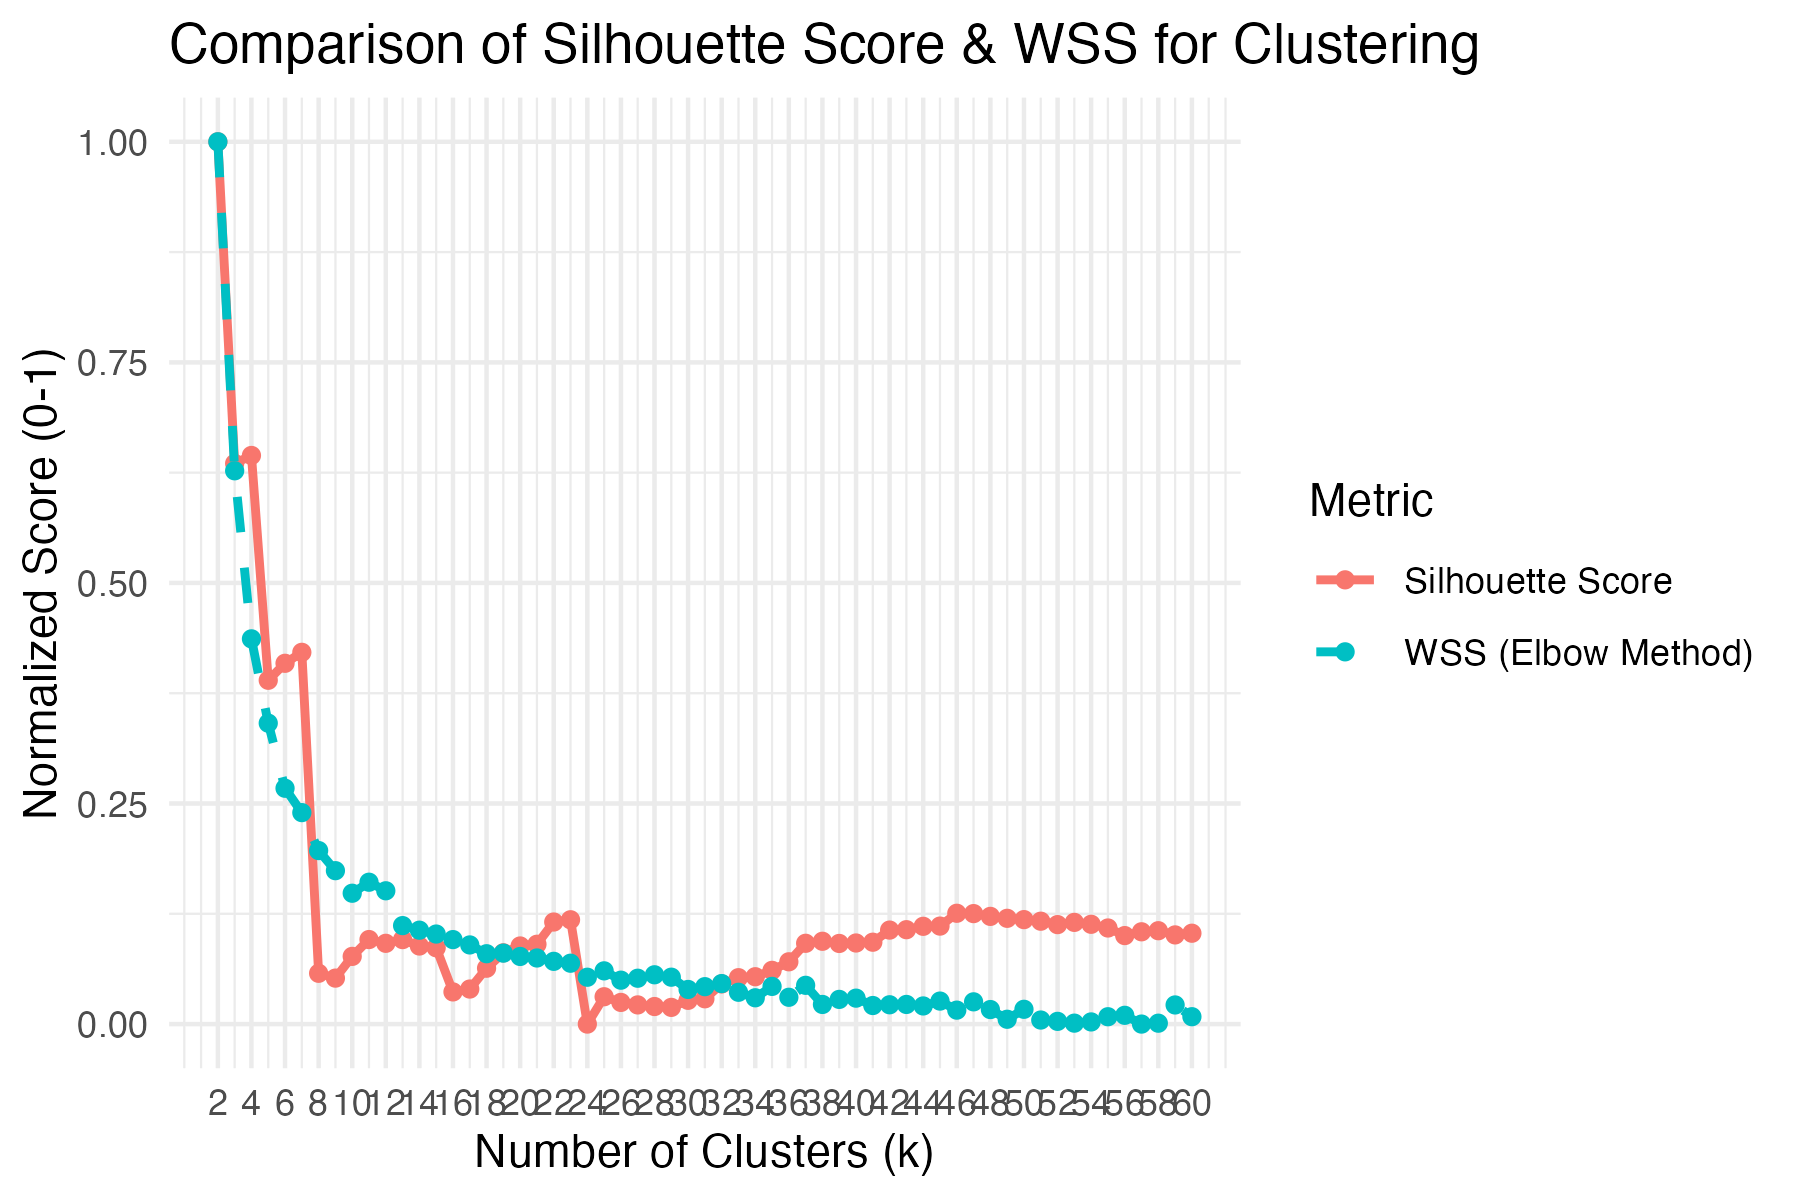 Comparison of Silhouette Score & WSS for Clustering
Normalized Score (0-1)
1.00
0.75
0.50
0.25
0.00
2 4 6 8 10 12 14 16 18 20 22 24 26 28 30 32 34 36 38 40 42 44 46 48 50 52 54 56 58 60
Number of Clusters (k)
Metric
Silhouette Score
WSS (Elbow Method)